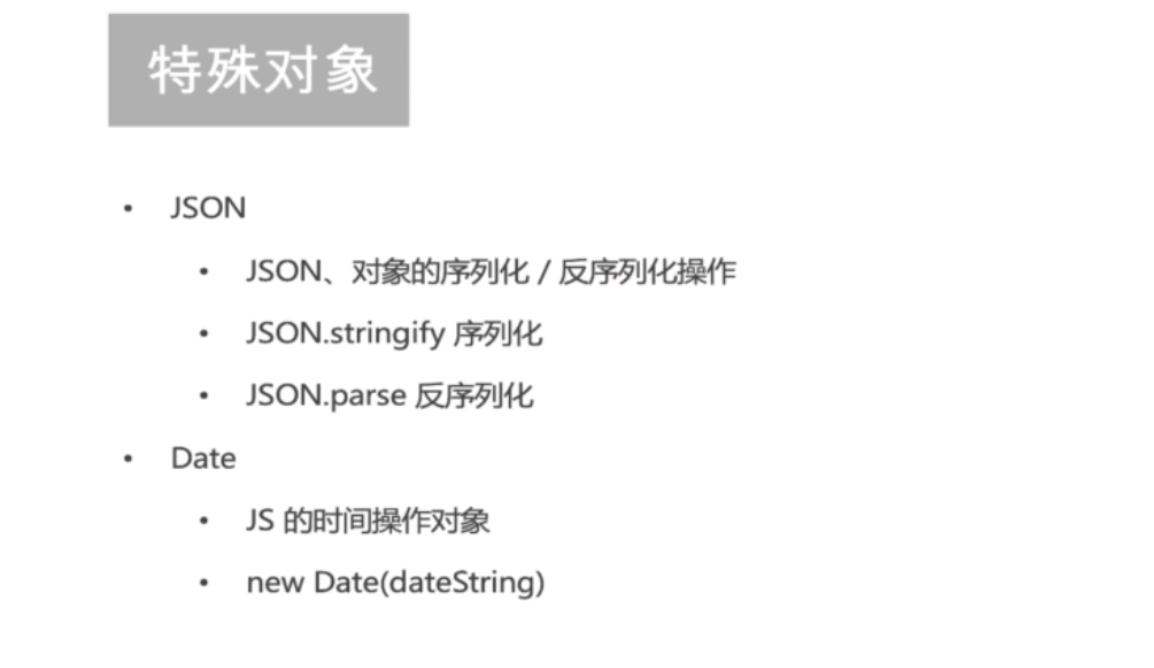 特殊对象
• JSON
• JSON、对象的序列化 / 反序列化操作
• JSON.stringify 序列化
• JSON.parse 反序列化
• Date
• JS 的时间操作对象
• new Date(dateString)